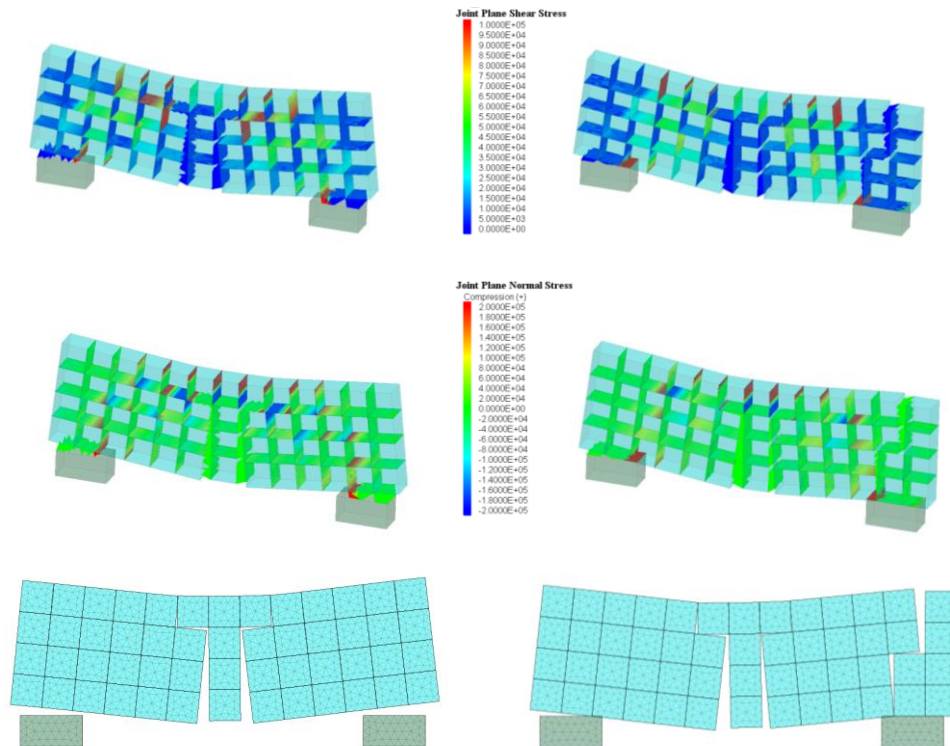 Joint Plane Shear Stress
1.0000E+05
9.5000E+04
9.0000E+04
8.5000E+04
8.0000E+04
7.5000E+04
7.0000E+04
6.5000E+04
6.0000E+04
5.5000E+04
5.0000E+04
4.5000E+04
4.0000E+04
3.5000E+04
3.0000E+04
2.5000E+04
2.0000E+04
1.5000E+04
1.0000E+04
5.0000E+03
0.0000E+00
Joint Plane Normal Stress
Compression (+)
2.0000E+05
1.8000E+05
1.6000E+05
1.4000E+05
1.2000E+05
1.0000E+05
8.0000E+04
6.0000E+04
4.0000E+04
2.0000E+04
0.0000E+00
-2.0000E+04
-4.0000E+04
-6.0000E+04
-8.0000E+04
-1.0000E+05
-1.2000E+05
-1.4000E+05
-1.6000E+05
-1.8000E+05
-2.0000E+05